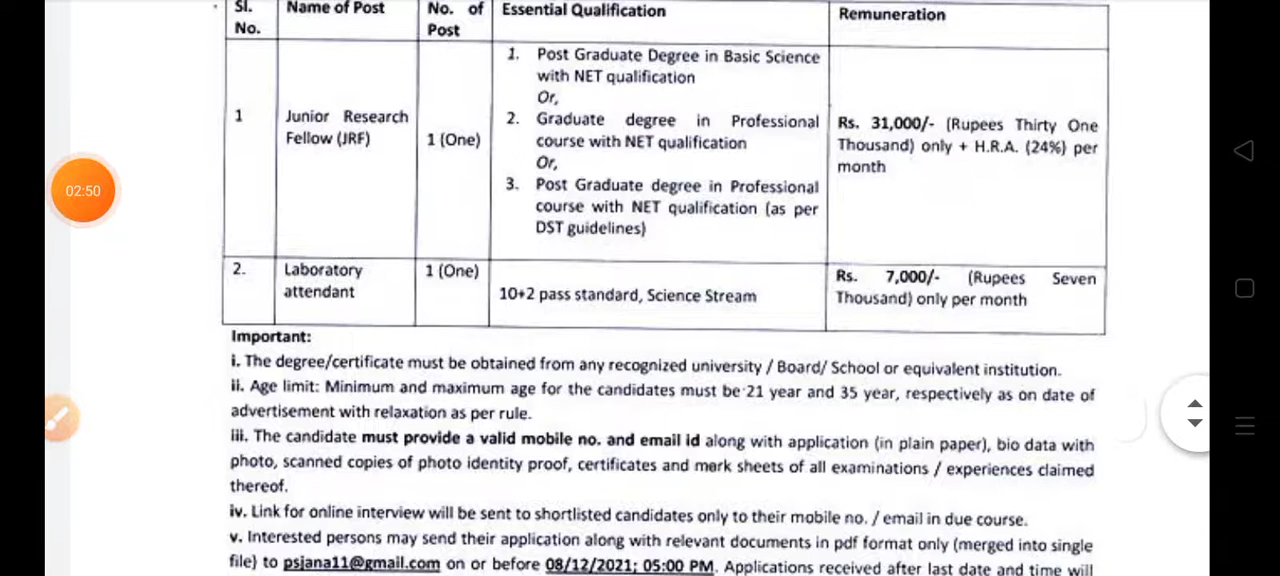 Sl. No.
Name of Post
No. of Post
Essential Qualification
Remuneration
1
Junior Research Fellow (JRF)
1 (One)
1. Post Graduate Degree in Basic Science
with NET qualification
Or,
2. Graduate degree in Professional
course with NET qualification
Or,
3. Post Graduate degree in Professional
course with NET qualification (as per
DST guidelines)
Rs. 31,000/- (Rupees Thirty One
Thousand) only + H.R.A. (24%) per
month
2.
Laboratory attendant
1 (One)
10+2 pass standard, Science Stream
Rs. 7,000/- (Rupees Seven
Thousand) only per month
Important:
i. The degree/certificate must be obtained from any recognized university / Board/ School or equivalent institution.
ii. Age limit: Minimum and maximum age for the candidates must be 21 year and 35 year, respectively as on date of
advertisement with relaxation as per rule.
iii. The candidate must provide a valid mobile no. and email id along with application (in plain paper), bio data with
photo, scanned copies of photo identity proof, certificates and mark sheets of all examinations / experiences claimed
thereof.
iv. Link for online interview will be sent to shortlisted candidates only to their mobile no. / email in due course.
v. Interested persons may send their application along with relevant documents in pdf format only (merged into single
file) to psjana11@gmail.com on or before 08/12/2021; 05:00 PM. Applications received after last date and time will
02:50